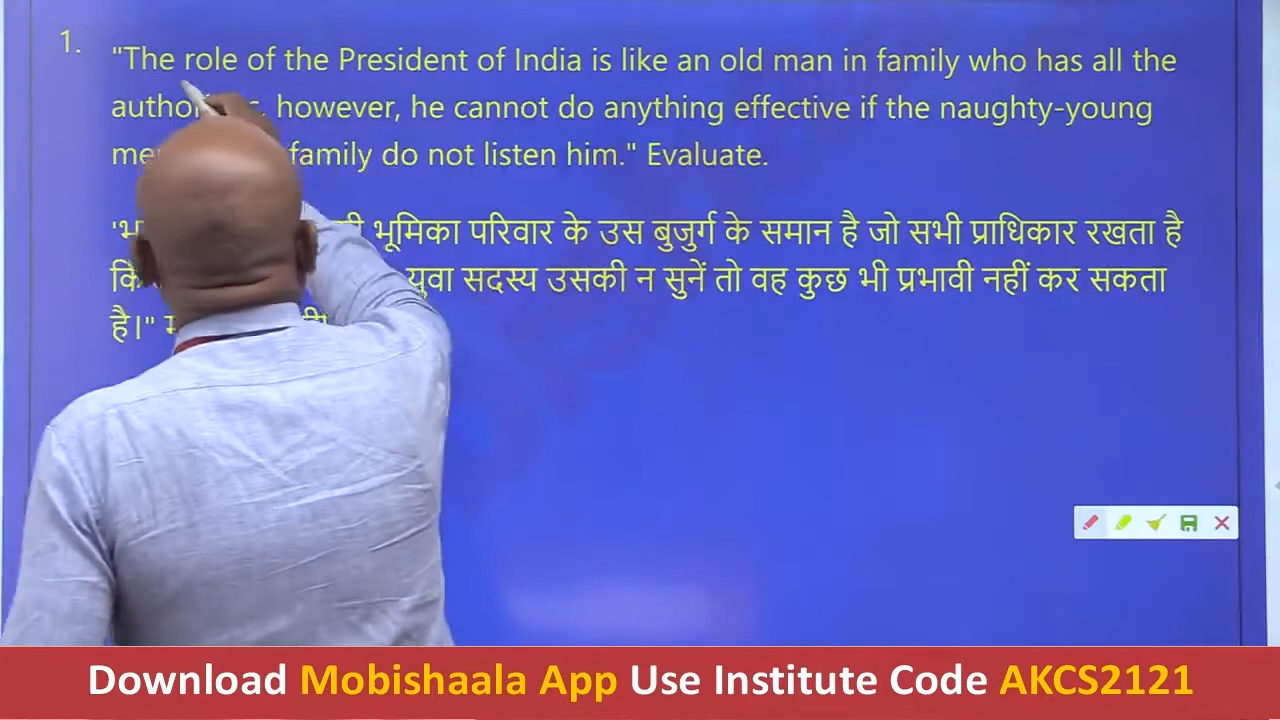 1.
"The role of the President of India is like an old man in family who has all the
however, he cannot do anything effective if the naughty-young
family do not listen him." Evaluate.
भूमिका परिवार के उस बुजुर्ग के समान है जो सभी प्राधिकार रखता है
युवा सदस्य उसकी न सुनें तो वह कुछ भी प्रभावी नहीं कर सकता
है।"
Download Mobishaala App Use Institute Code AKCS2121